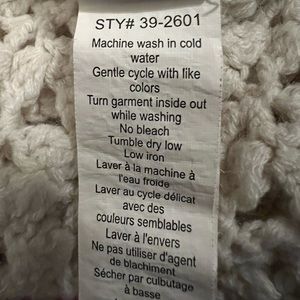 STY# 39-2601
Machine wash in cold
water
Gentle cycle with like
colors
Turn garment inside out
while washing
No bleach
Tumble dry low
Low iron
Laver à la machine à
l'eau froide
Laver au cycle délicat
avec des
couleurs semblables
Laver à l'envers
Ne pas utiliser d'agent
de blachiment
Sécher par culbutage
à basse